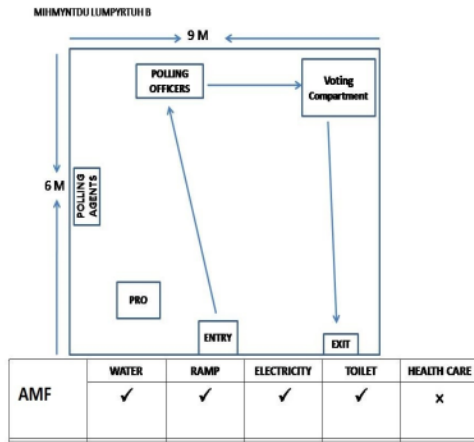 MIHMYNTDU LUMPYRTUH B
9 M
POLLING
OFFICERS
Voting
Compartment
6 M
POLLING
AGENTS
PRO
ENTRY
EXIT
AMF WATER RAMP ELECTRICITY TOILET HEALTH CARE
✓ ✓ ✓ ✓ x